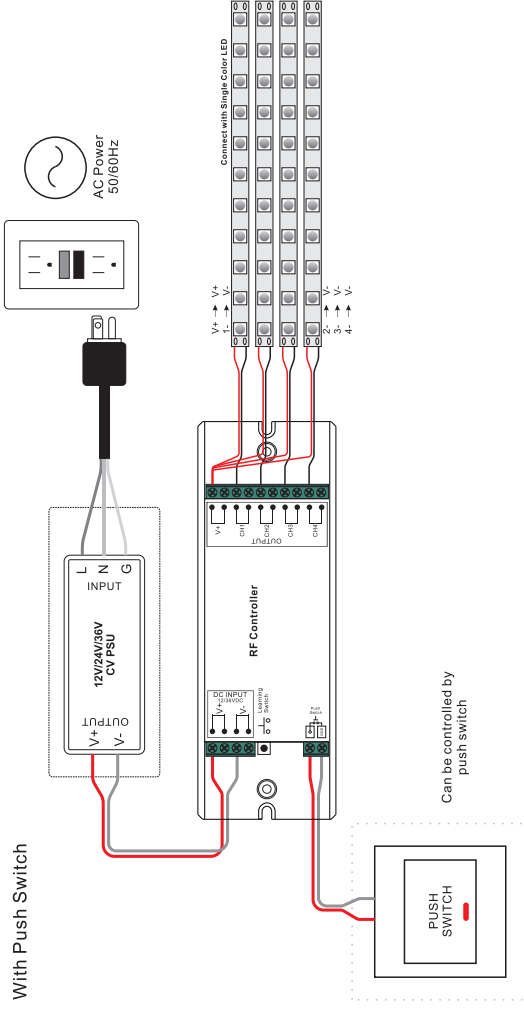 With Push Switch
AC Power
50/60Hz
L
N
G
INPUT
12V/24V/36V
CV PSU
OUTPUT
V+
V-
Connect with Single Color LED
V+ V+
1- V-
2- V-
3- V-
4- V-
V+
CH1
CH2
CH3
CH4
OUTPUT
RF Controller
DC INPUT
12/36VDC
V+
V-
Learning
Switch
Push
Switch
Can be controlled by
push switch
PUSH
SWITCH